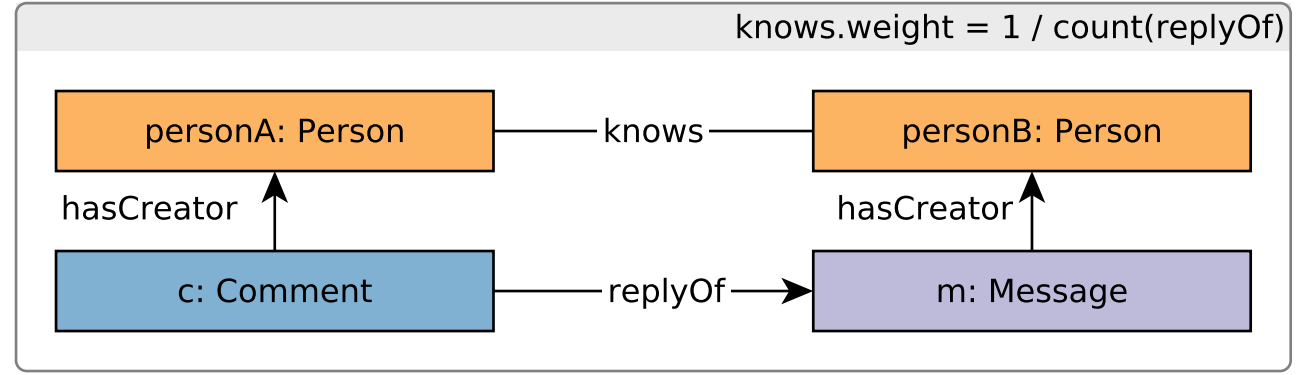 knows.weight = 1 / count(replyOf)
personA: Person
knows
personB: Person
hasCreator
hasCreator
c: Comment
replyOf
m: Message